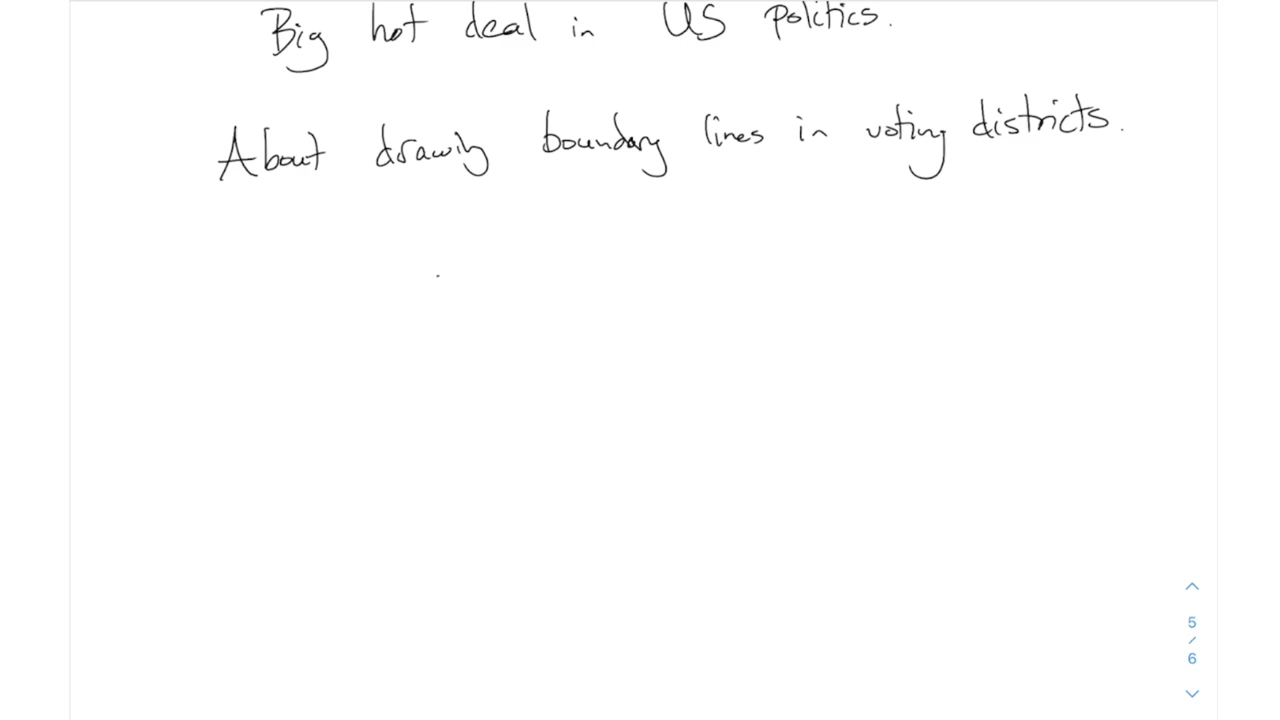 Big hot deal in US politics.
About drawing boundary lines in voting districts.
5
/
6